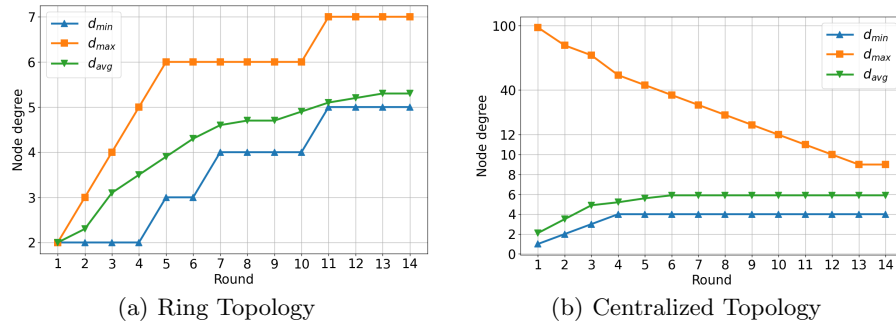 7
6
5
4
3
2
Node degree
d_min
d_max
d_avg
1 2 3 4 5 6 7 8 9 10 11 12 13 14
Round
(a) Ring Topology
100
40
12
10
8
6
4
2
0
Node degree
d_min
d_max
d_avg
1 2 3 4 5 6 7 8 9 10 11 12 13 14
Round
(b) Centralized Topology